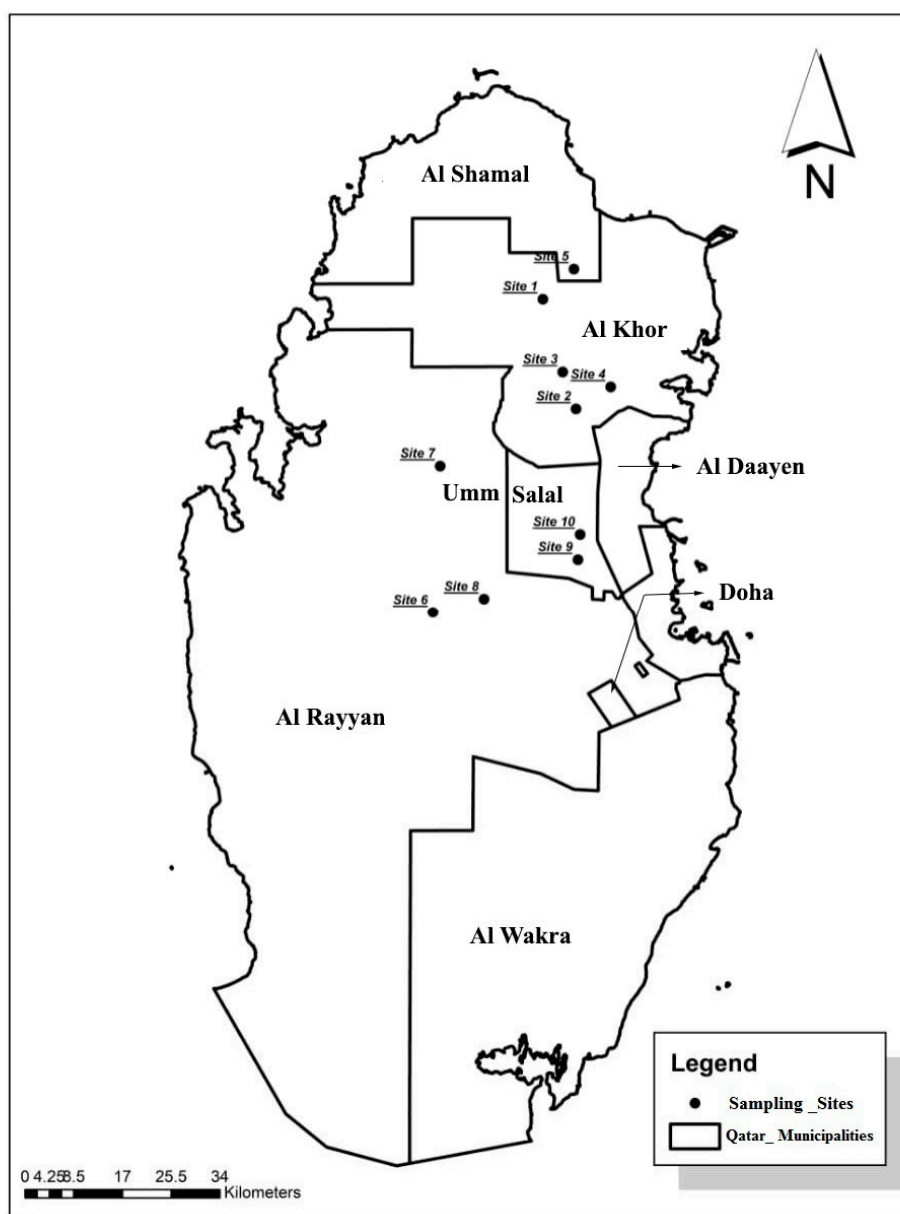 N
Al Shamal
Site 5
Site 1
Al Khor
Site 3
Site 4
Site 2
Site 7
Al Daayen
Umm Salal
Site 10
Site 9
Doha
Site 8
Site 6
Al Rayyan
Al Wakra
Legend
Sampling _Sites
Qatar_ Municipalities
0 4.258.5 17 25.5 34
Kilometers